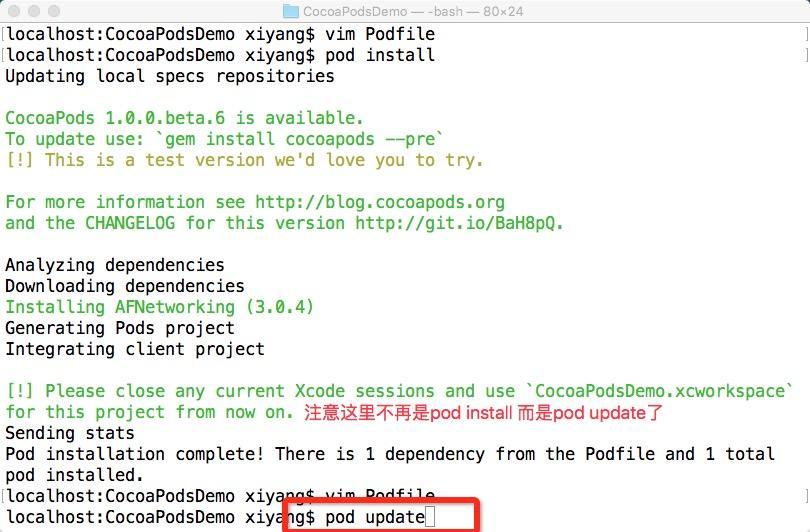 CocoaPodsDemo — -bash — 80×24
[localhost:CocoaPodsDemo xiyang$ vim Podfile ]
[localhost:CocoaPodsDemo xiyang$ pod install ]
Updating local specs repositories
CocoaPods 1.0.0.beta.6 is available.
To update use: `gem install cocoapods --pre`
[!] This is a test version we'd love you to try.
For more information see http://blog.cocoapods.org
and the CHANGELOG for this version http://git.io/BaH8pQ.
Analyzing dependencies
Downloading dependencies
Installing AFNetworking (3.0.4)
Generating Pods project
Integrating client project
[!] Please close any current Xcode sessions and use `CocoaPodsDemo.xcworkspace`
for this project from now on. 注意这里不再是pod install 而是pod update了
Sending stats
Pod installation complete! There is 1 dependency from the Podfile and 1 total
pod installed.
[localhost:CocoaPodsDemo xiyang$ vim Podfile ]
localhost:CocoaPodsDemo xiyang$ pod update